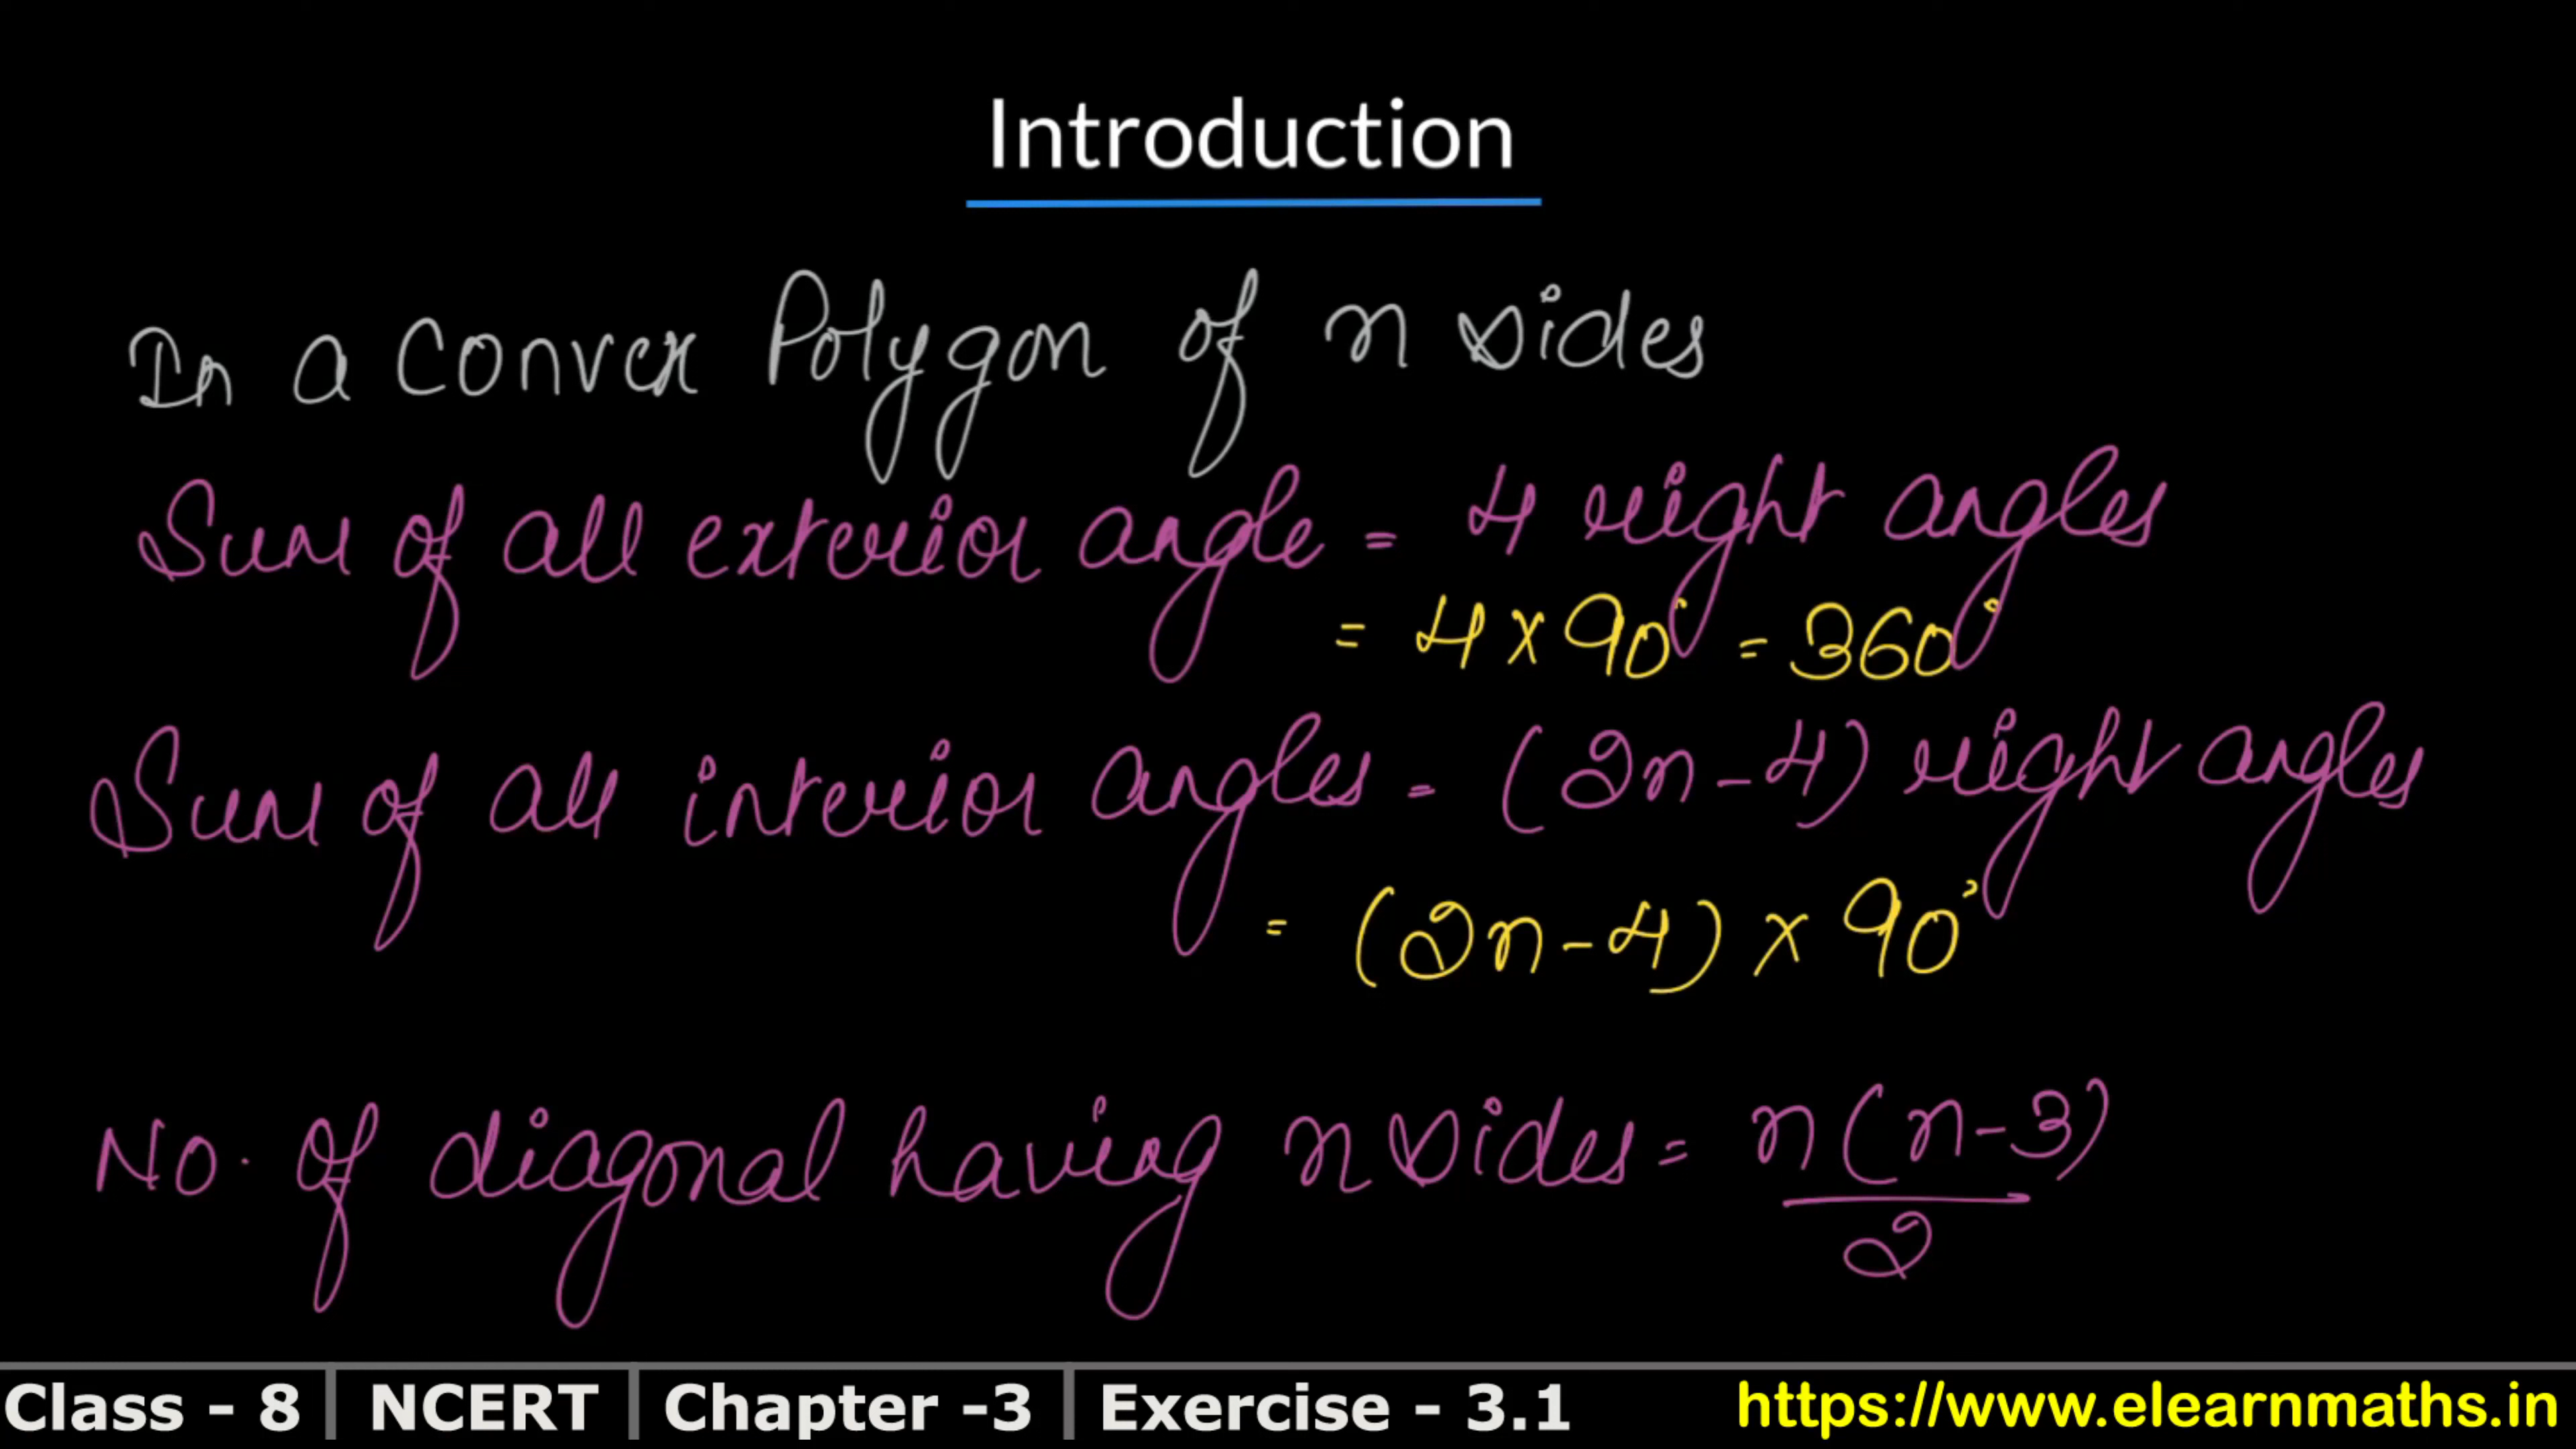 Introduction
In a convex Polygon of n sides
Sum of all exterior angle = 4 right angles
= 4 × 90° = 360°
Sum of all interior angles = (2n - 4) right angles
= (2n - 4) × 90°
No. of diagonal having n sides = n(n-3)
2
Class - 8 | NCERT | Chapter -3 | Exercise - 3.1 https://www.elearnmaths.in